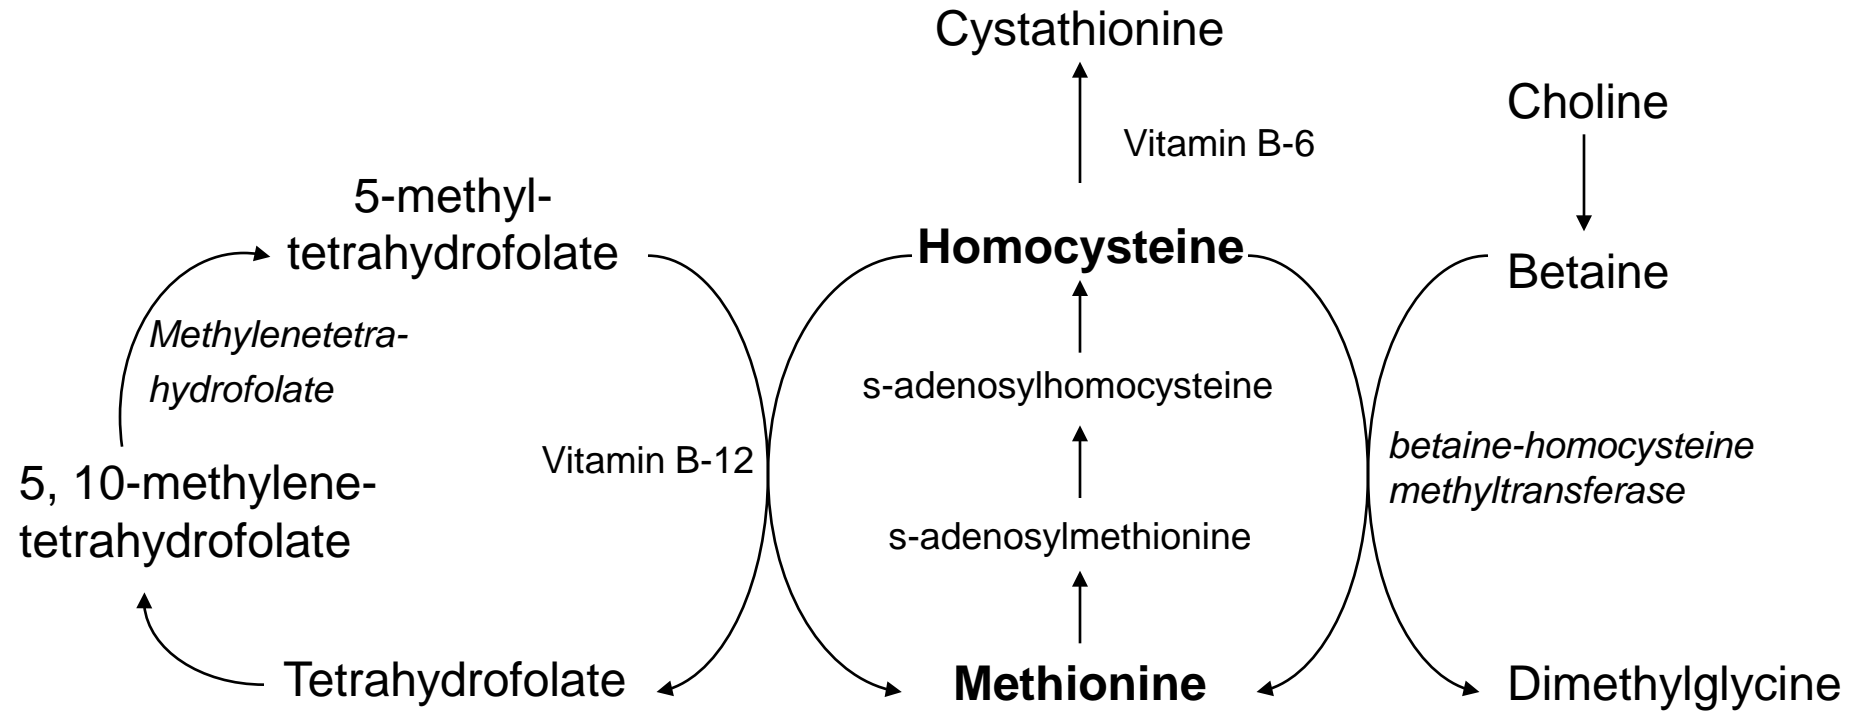 Cystathionine
Choline
Vitamin B-6
5-methyl-
tetrahydrofolate
Homocysteine
Betaine
Methylenetetra-
hydrofolate
s-adenosylhomocysteine
Vitamin B-12
betaine-homocysteine
methyltransferase
5, 10-methylene-
tetrahydrofolate
s-adenosylmethionine
Tetrahydrofolate
Methionine
Dimethylglycine